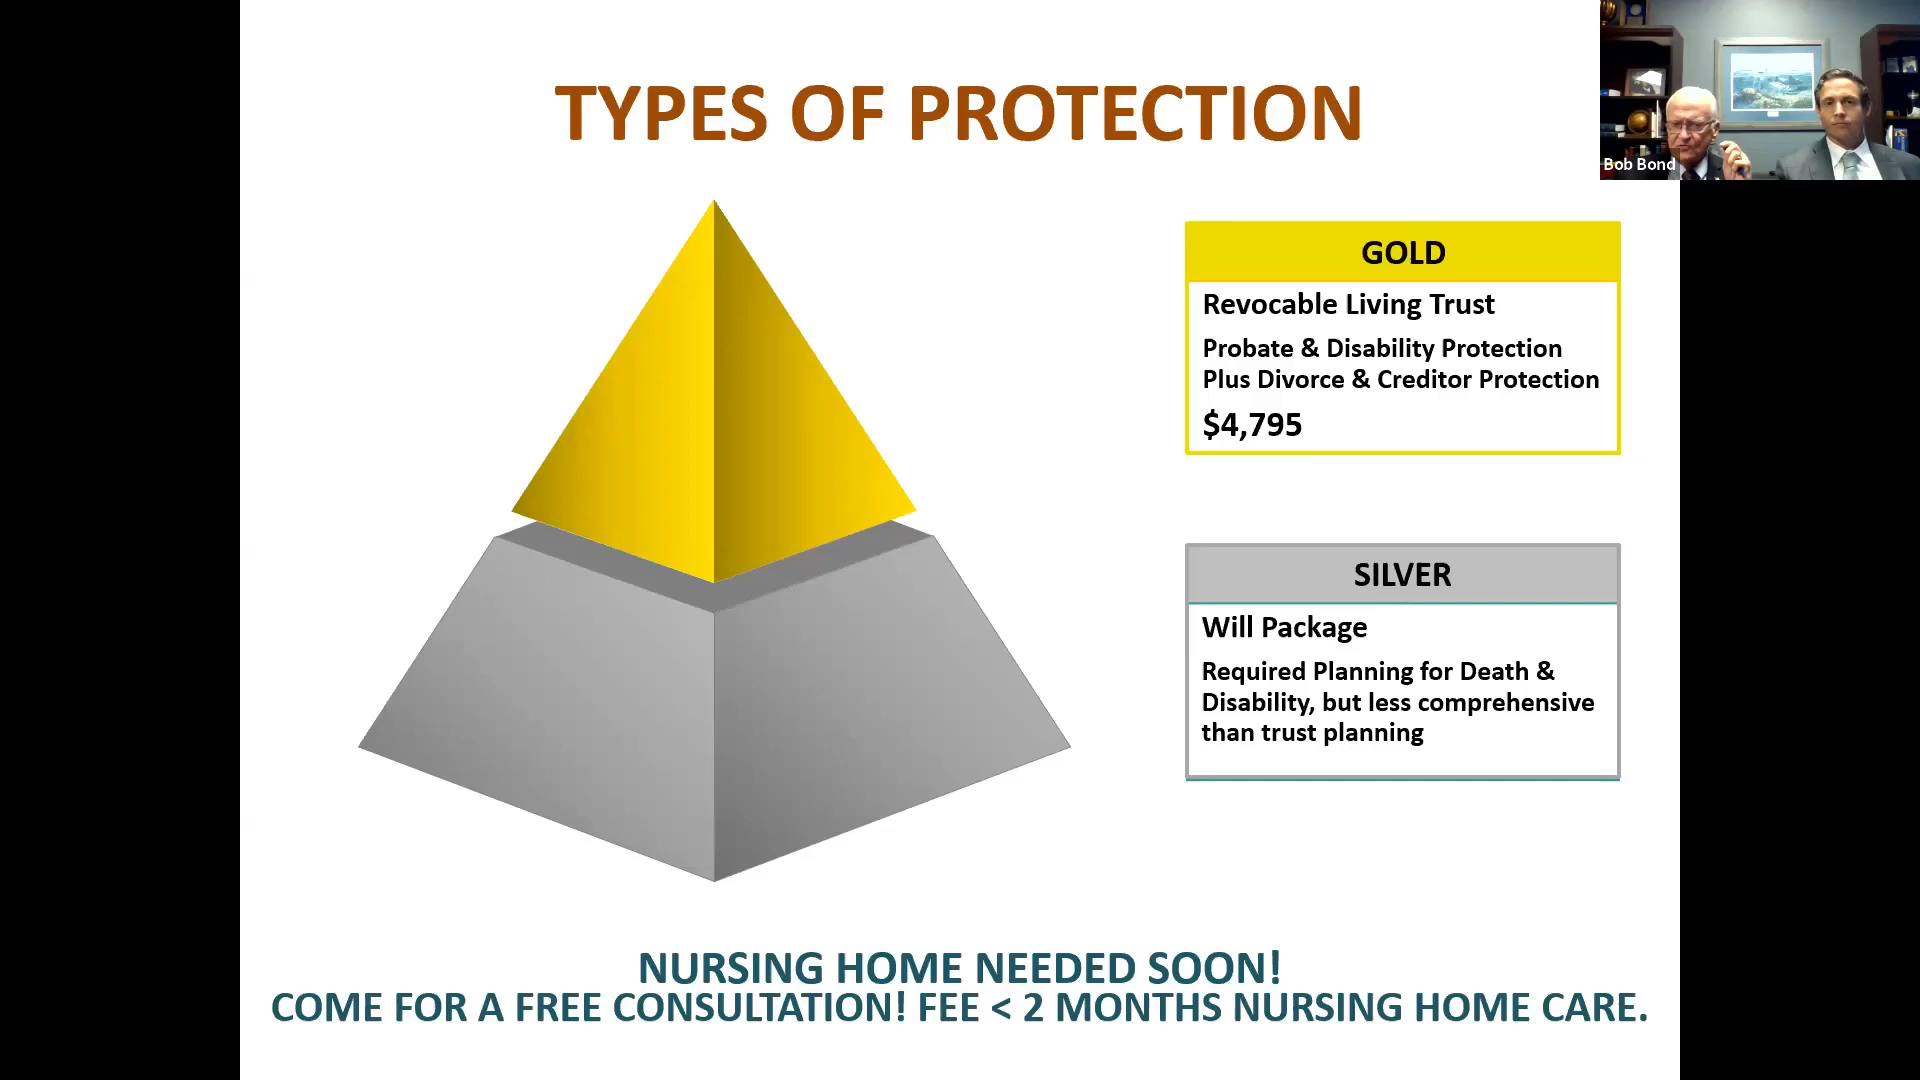 TYPES OF PROTECTION
Bob Bond
GOLD
Revocable Living Trust
Probate & Disability Protection
Plus Divorce & Creditor Protection
$4,795
SILVER
Will Package
Required Planning for Death &
Disability, but less comprehensive
than trust planning
NURSING HOME NEEDED SOON!
COME FOR A FREE CONSULTATION! FEE < 2 MONTHS NURSING HOME CARE.